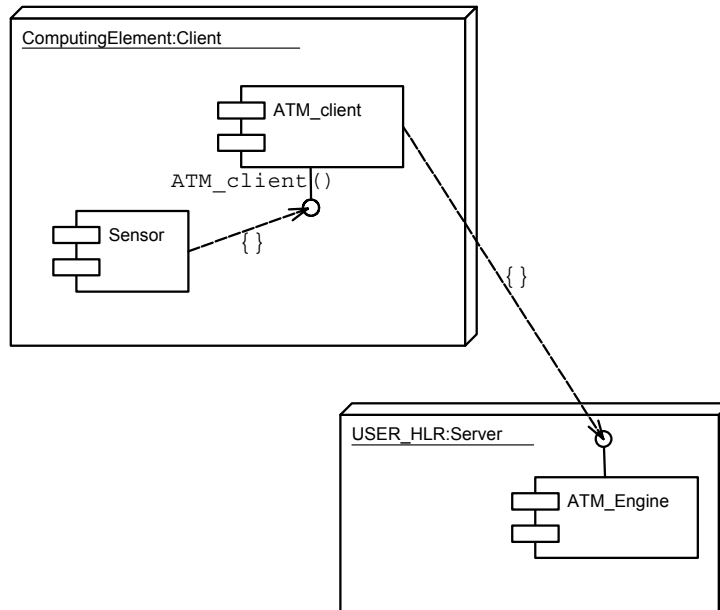 ComputingElement:Client
ATM_client
ATM_client()
Sensor
{}
{}
USER_HLR:Server
ATM_Engine